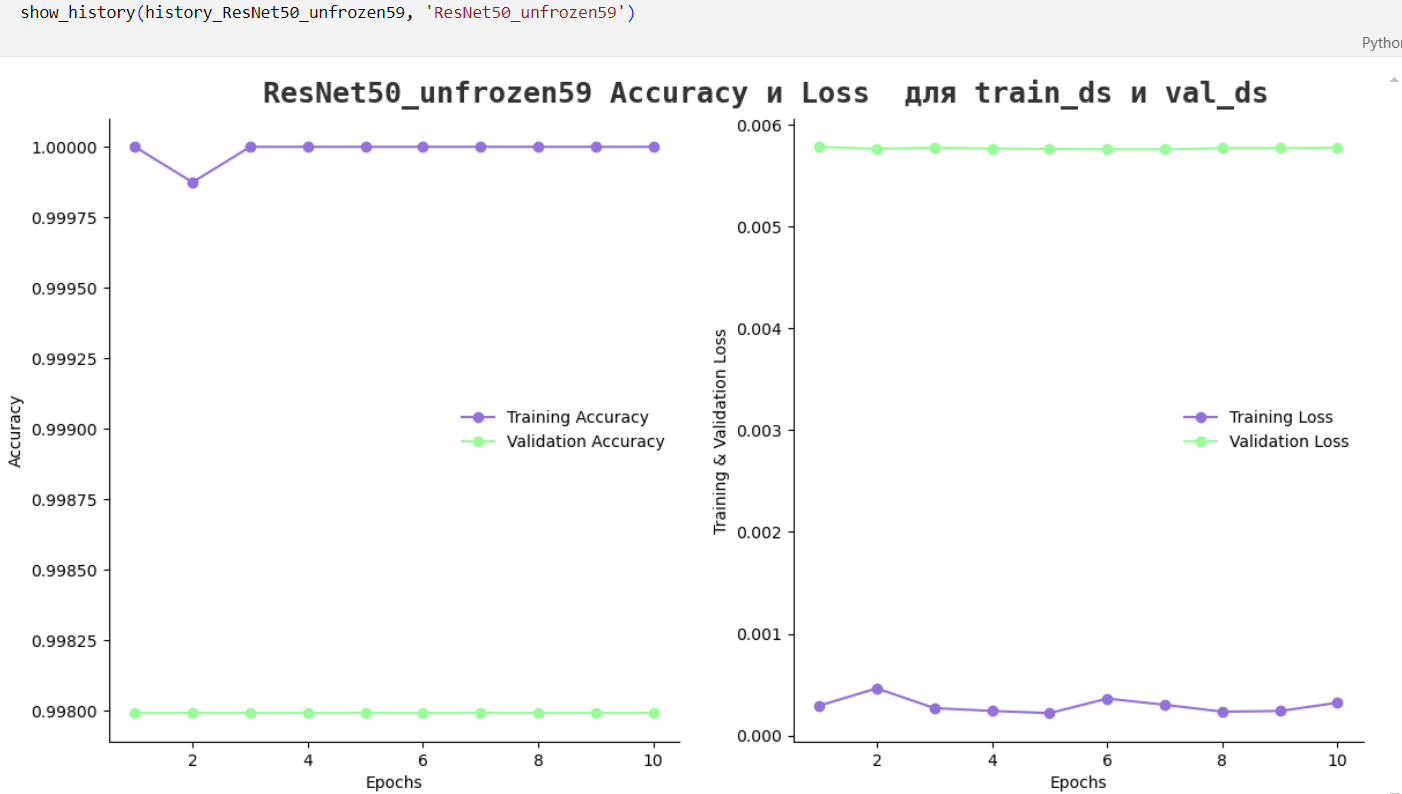 show_history(history_ResNet50_unfrozen59, 'ResNet50_unfrozen59')
ResNet50_unfrozen59 Accuracy и Loss для train_ds и val_ds
1.00000
0.99975
0.99950
0.99925
0.99900
0.99875
0.99850
0.99825
0.99800
Accuracy
Training Accuracy
Validation Accuracy
2 4 6 8 10
Epochs
0.006
0.005
0.004
0.003
0.002
0.001
0.000
Training & Validation Loss
Training Loss
Validation Loss
2 4 6 8 10
Epochs